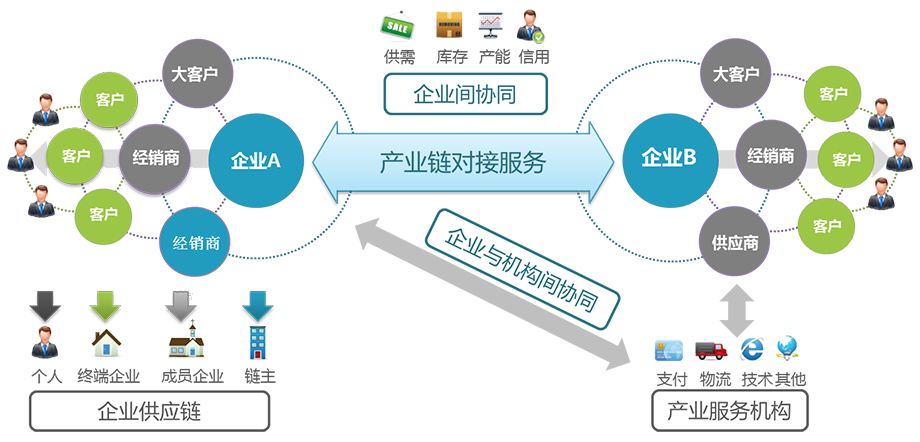 SALE
供需 库存 产能 信用
企业间协同
大客户
客户
客户
经销商
企业A
客户
经销商
产业链对接服务
大客户
客户
企业B
经销商
客户
供应商
客户
企业与机构间协同
个人 终端企业 成员企业 链主
企业供应链
支付 物流 技术 其他
产业服务机构